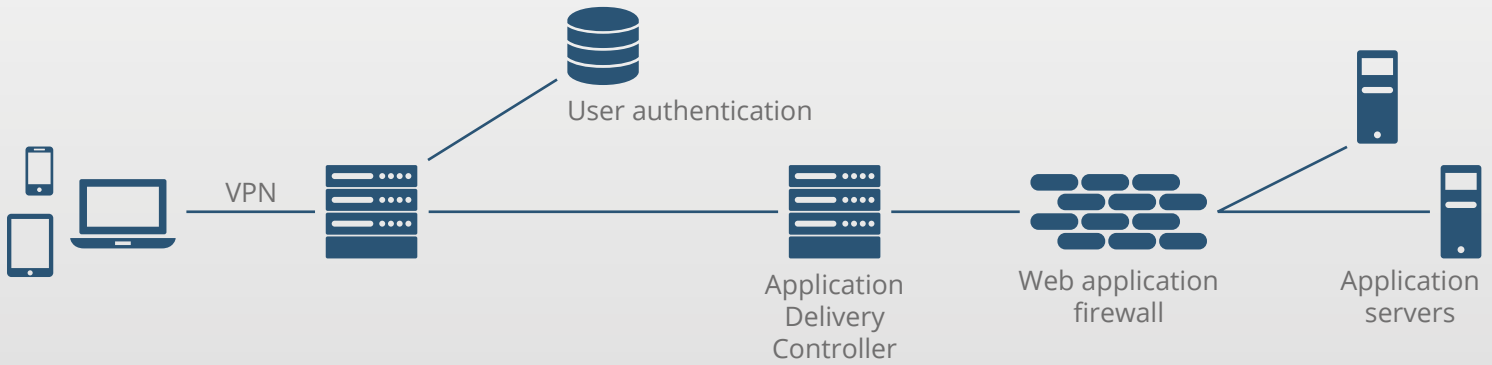 User authentication
VPN
Application
Delivery
Controller
Web application
firewall
Application
servers